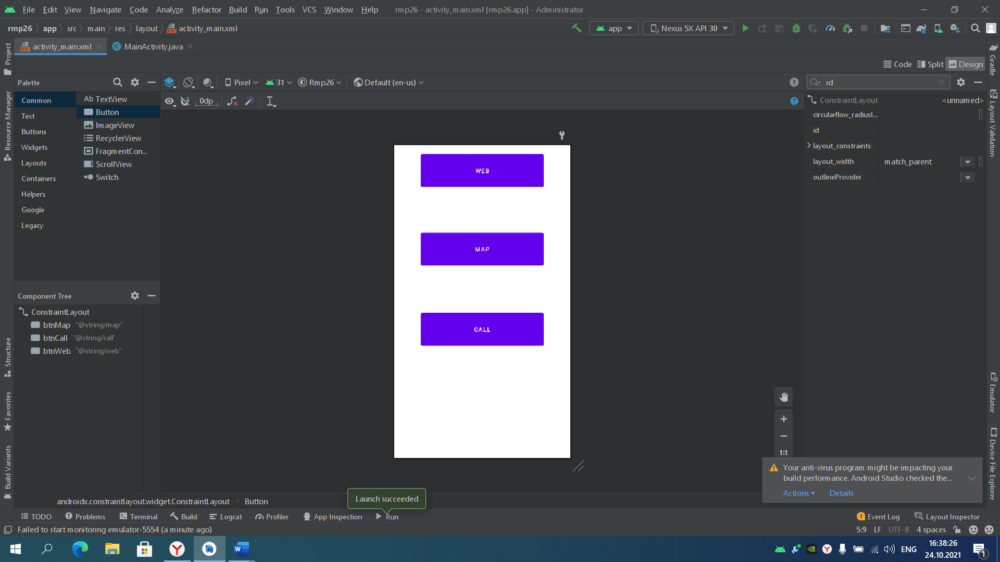 File Edit View Navigate Code Analyze Refactor Build Run Tools VCS Window Help rmp26 - activity_main.xml [rmp26.app] - Administrator
rmp26 app src main res layout activity_main.xml app Nexus 5X API 30
activity_main.xml MainActivity.java
Code Split Design
Palette Pixel 31 Rmp26 Default (en-us) id
0dp
Common
Text
Buttons
Widgets
Layouts
Containers
Helpers
Google
Legacy
Ab TextView
Button
ImageView
RecyclerView
FragmentCon...
ScrollView
Switch
ConstraintLayout <unnamed>
circularflow_radiusI...
id
layout_constraints
layout_width match_parent
outlineProvider
WEB
MAP
CALL
Component Tree
ConstraintLayout
btnMap "@string/map"
btnCall "@string/call"
btnWeb "@string/web"
Project
Resource Manager
Structure
Favorites
Build Variants
Gradle
Layout Validation
Emulator
Device File Explorer
1:1
Your anti-virus program might be impacting your
build performance. Android Studio checked the...
Actions Details
androidx.constraintlayout.widget.ConstraintLayout Button
Launch succeeded
TODO Problems Terminal Build Logcat Profiler App Inspection Run 1 Event Log Layout Inspector
Failed to start monitoring emulator-5554 (a minute ago) 5:9 LF UTF-8 4 spaces
ENG 16:38:26
24.10.2021
1